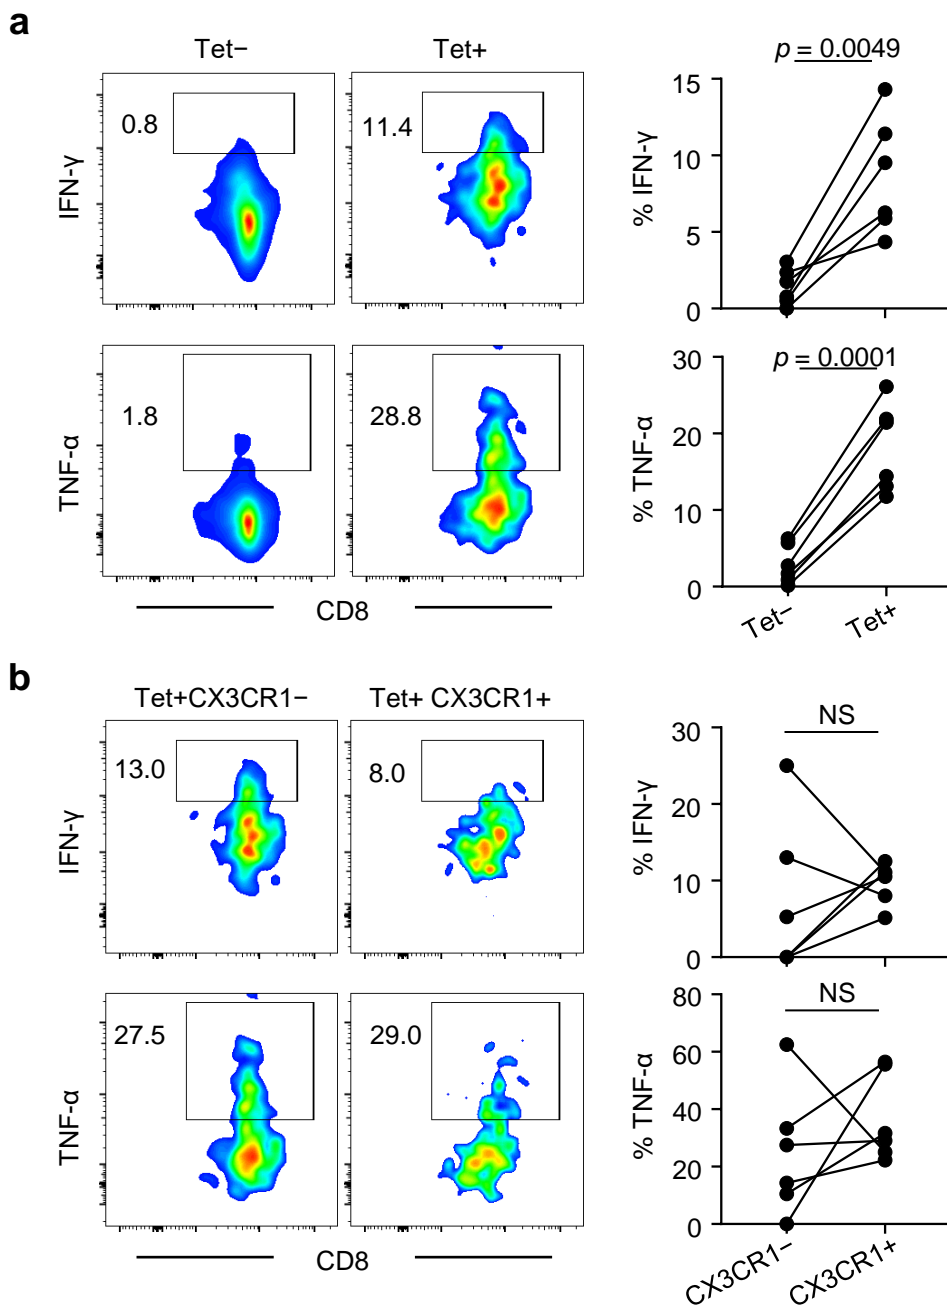 a
Tet− Tet+
p = 0.0049
IFN-γ
0.8
11.4
% IFN-γ
15
10
5
0
TNF-α
1.8
28.8
p = 0.0001
% TNF-α
30
20
10
0
Tet− Tet+
CD8
b
Tet+CX3CR1− Tet+ CX3CR1+
NS
IFN-γ
13.0
8.0
% IFN-γ
30
20
10
0
TNF-α
27.5
29.0
NS
% TNF-α
80
60
40
20
0
CX3CR1− CX3CR1+
CD8